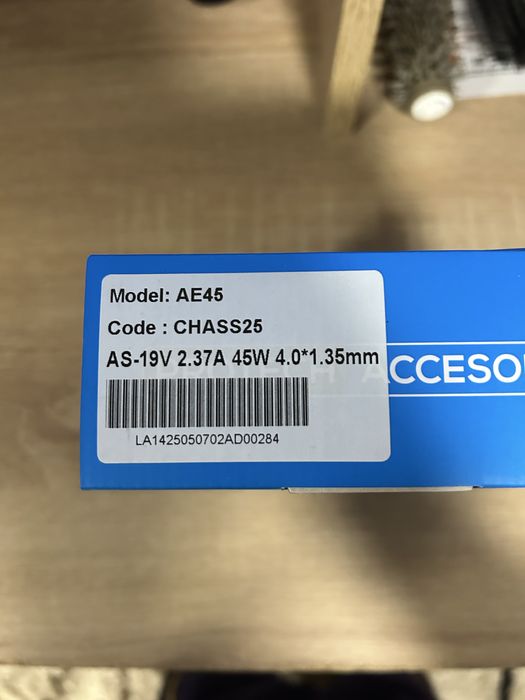 Model: AE45
Code : CHASS25
AS-19V 2.37A 45W 4.0*1.35mm
LA1425050702AD00284
ACCESO